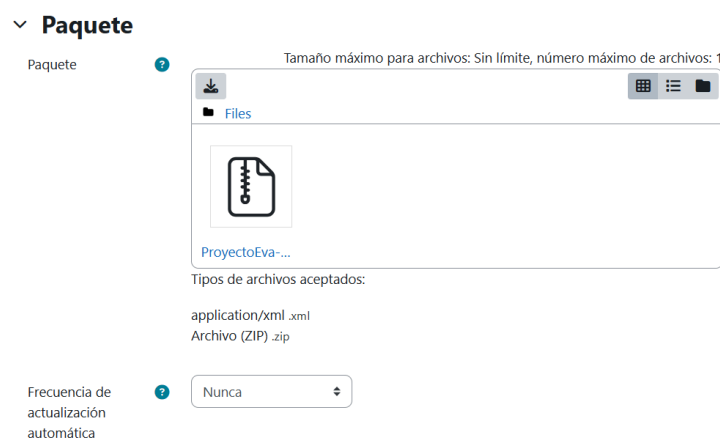 Paquete
Paquete
Tamaño máximo para archivos: Sin límite, número máximo de archivos: 1
Files
ProyectoEva-...
Tipos de archivos aceptados:
application/xml .xml
Archivo (ZIP) .zip
Frecuencia de
actualización
automática
Nunca